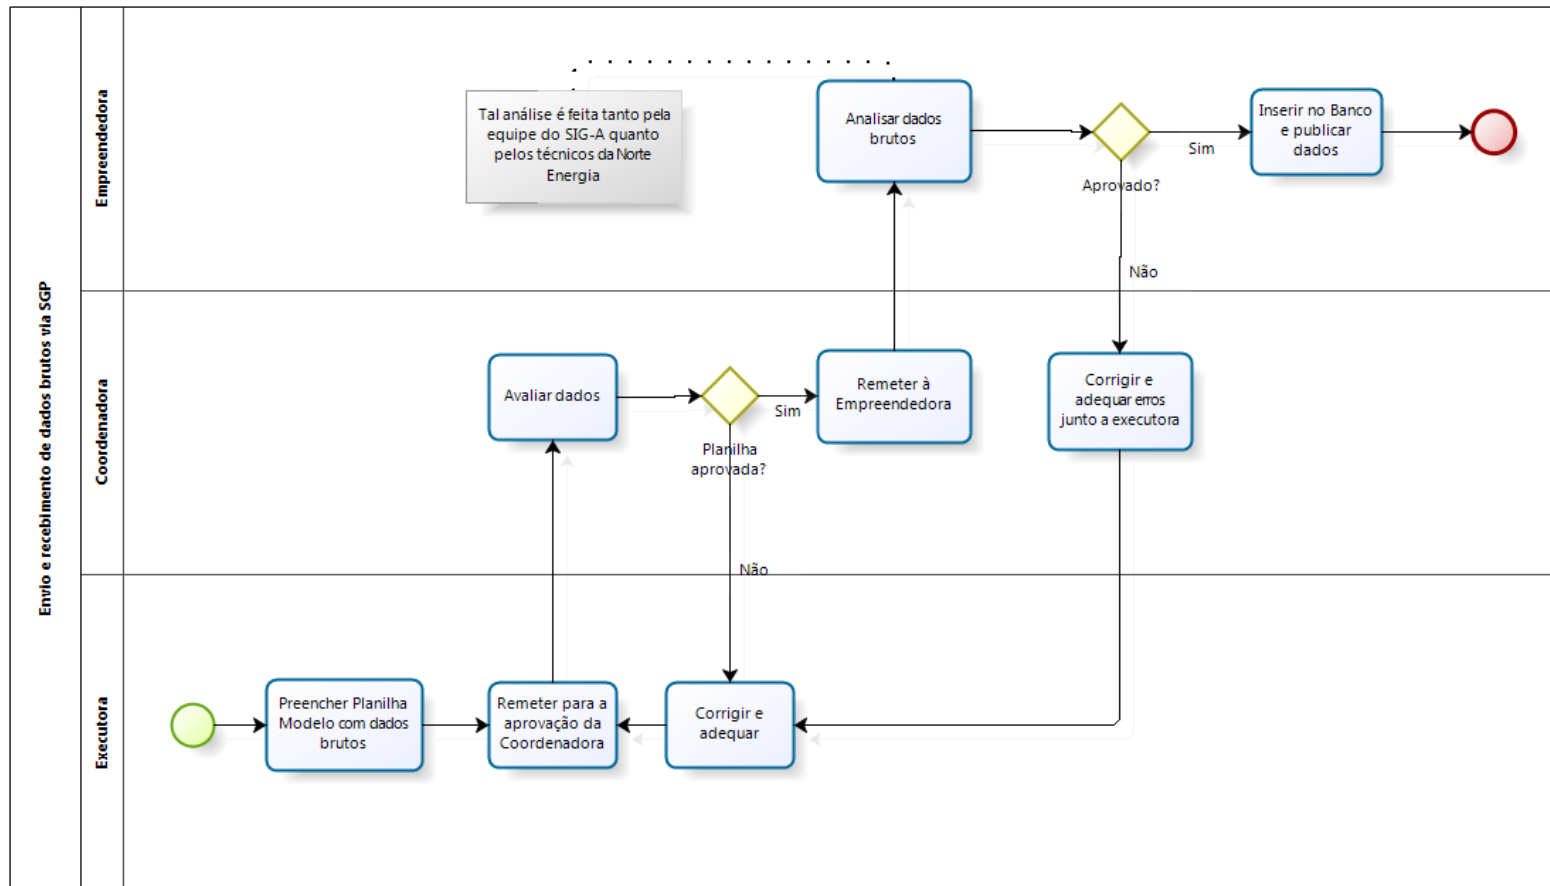 Envio e recebimento de dados brutos via SGP
Empreendedora
Tal análise é feita tanto pela
equipe do SIG-A quanto
pelos técnicos da Norte
Energia
Analisar dados
brutos
Aprovado?
Sim
Não
Inserir no Banco
e publicar
dados
Coordenadora
Avaliar dados
Planilha
aprovada?
Sim
Não
Remeter à
Empreendedora
Corrigir e
adequar erros
junto a executora
Executora
Preencher Planilha
Modelo com dados
brutos
Remeter para a
aprovação da
Coordenadora
Corrigir e
adequar